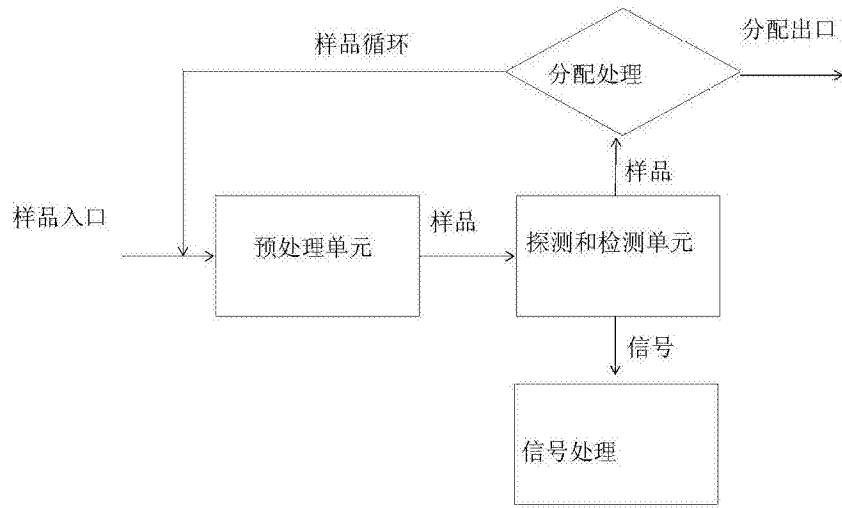 样品循环
分配出口
分配处理
样品
样品入口
预处理单元
样品
探测和检测单元
信号
信号处理